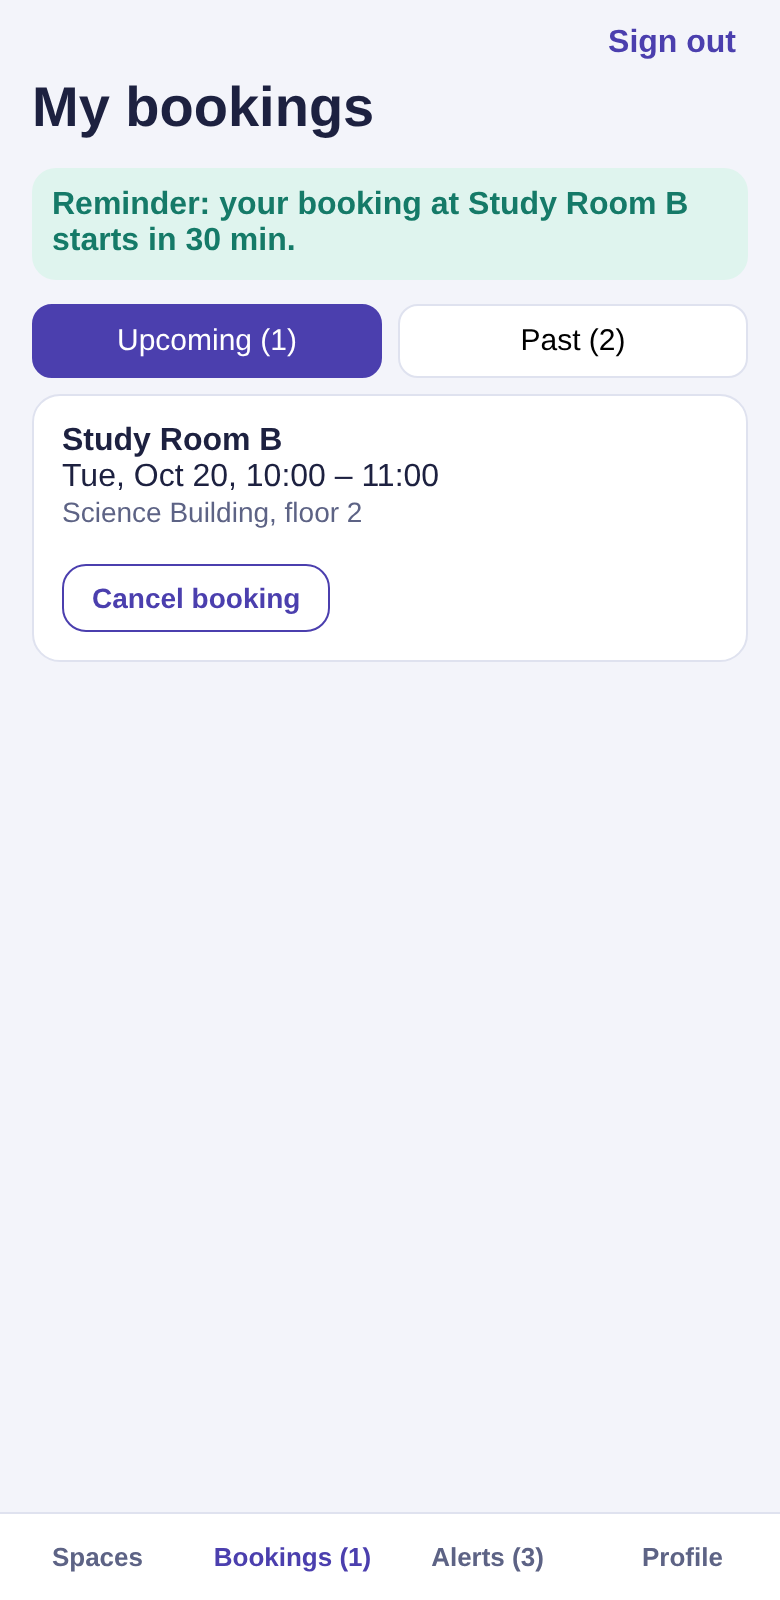 Sign out
My bookings
Reminder: your booking at Study Room B
starts in 30 min.
Upcoming (1)
Past (2)
Study Room B
Tue, Oct 20, 10:00 – 11:00
Science Building, floor 2
Cancel booking
Spaces
Bookings (1)
Alerts (3)
Profile